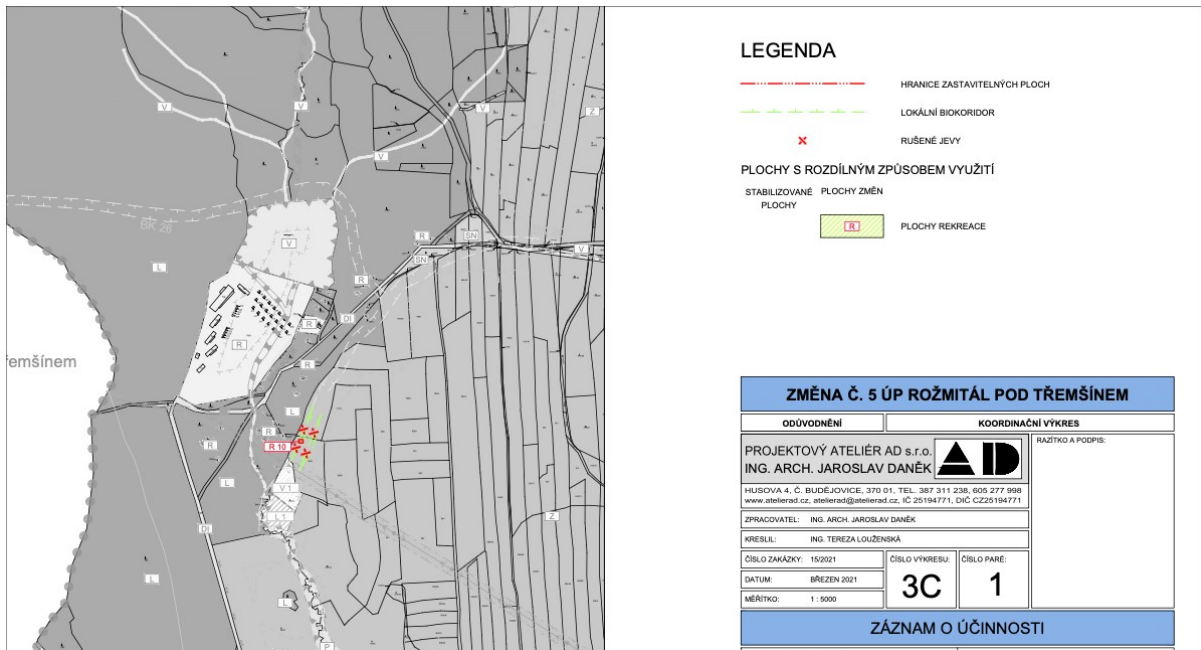 V
V
V
Z
V
BK 26
R
SN
V
L
V
SN
R
R
DI
R
řemšínem
R
L
R
R 10
R
L
V 1
L 1
Z
DI
L
L
P
LEGENDA
HRANICE ZASTAVITELNÝCH PLOCH
LOKÁLNÍ BIOKORIDOR
RUŠENÉ JEVY
PLOCHY S ROZDÍLNÝM ZPŮSOBEM VYUŽITÍ
STABILIZOVANÉ PLOCHY
PLOCHY ZMĚN
R PLOCHY REKREACE
ZMĚNA Č. 5 ÚP ROŽMITÁL POD TŘEMŠÍNEM
ODŮVODNĚNÍ KOORDINAČNÍ VÝKRES
PROJEKTOVÝ ATELIÉR AD s.r.o.
ING. ARCH. JAROSLAV DANĚK
AD
RAZÍTKO A PODPIS:
HUSOVA 4, Č. BUDĚJOVICE, 370 01, TEL. 387 311 238, 605 277 998
www.atelierad.cz, atelierad@atelierad.cz, IČ 25194771, DIČ CZ25194771
ZPRACOVATEL: ING. ARCH. JAROSLAV DANĚK
KRESLIL: ING. TEREZA LOUŽENSKÁ
ČÍSLO ZAKÁZKY: 15/2021
DATUM: BŘEZEN 2021
MĚŘÍTKO: 1 : 5000
ČÍSLO VÝKRESU:
3C
ČÍSLO PARÉ:
1
ZÁZNAM O ÚČINNOSTI